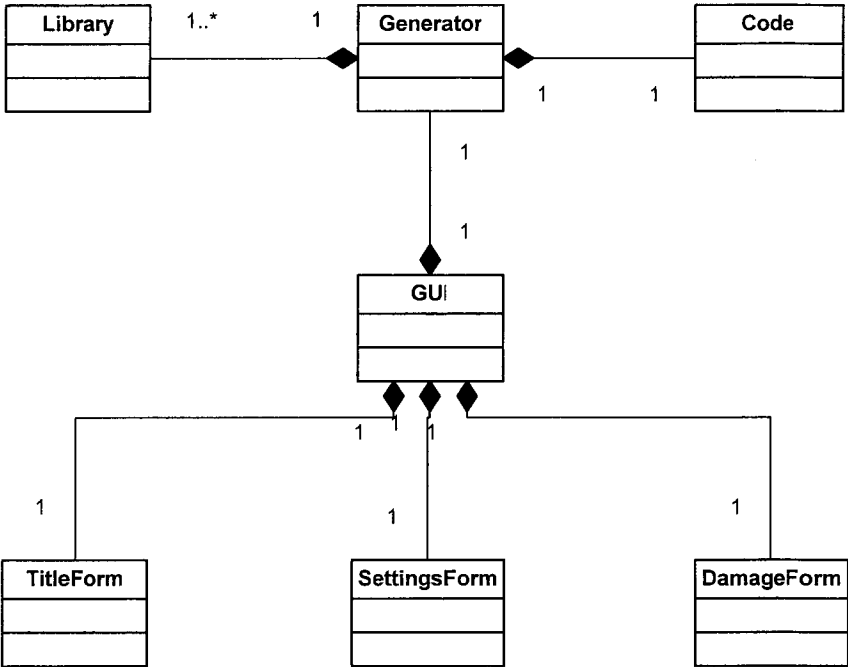 Library
1..*
1
Generator
Code
1
1
1
1
GUI
1
1
1
1
1
1
TitleForm
SettingsForm
DamageForm